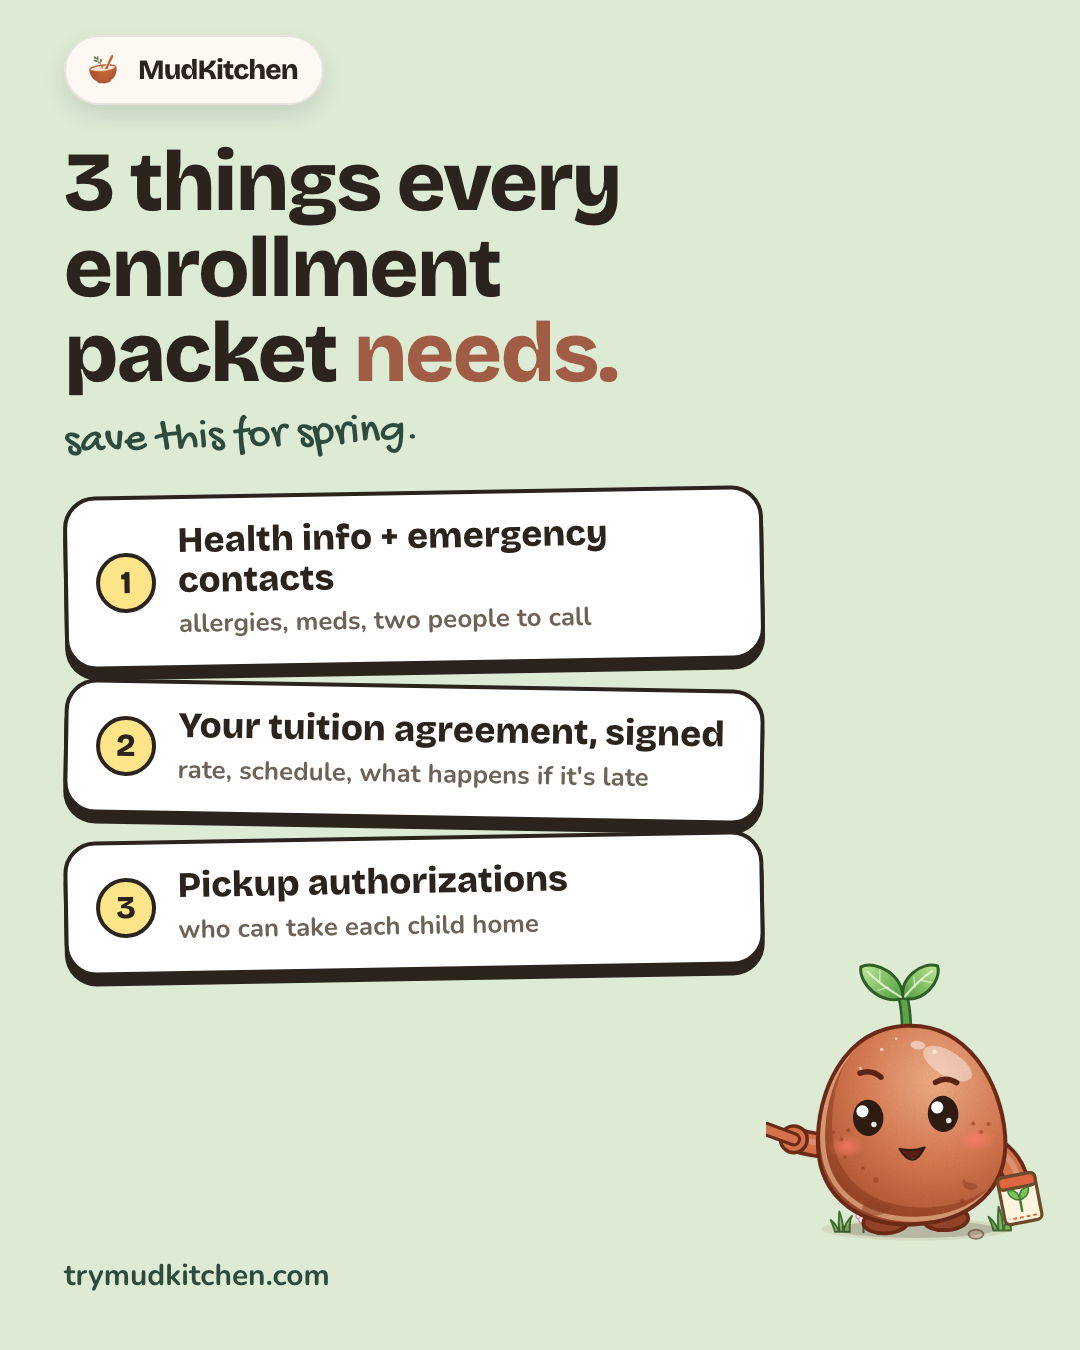 MudKitchen
3 things every
enrollment
packet needs.
save this for spring.
1
Health info + emergency
contacts
allergies, meds, two people to call
2
Your tuition agreement, signed
rate, schedule, what happens if it's late
3
Pickup authorizations
who can take each child home
trymudkitchen.com